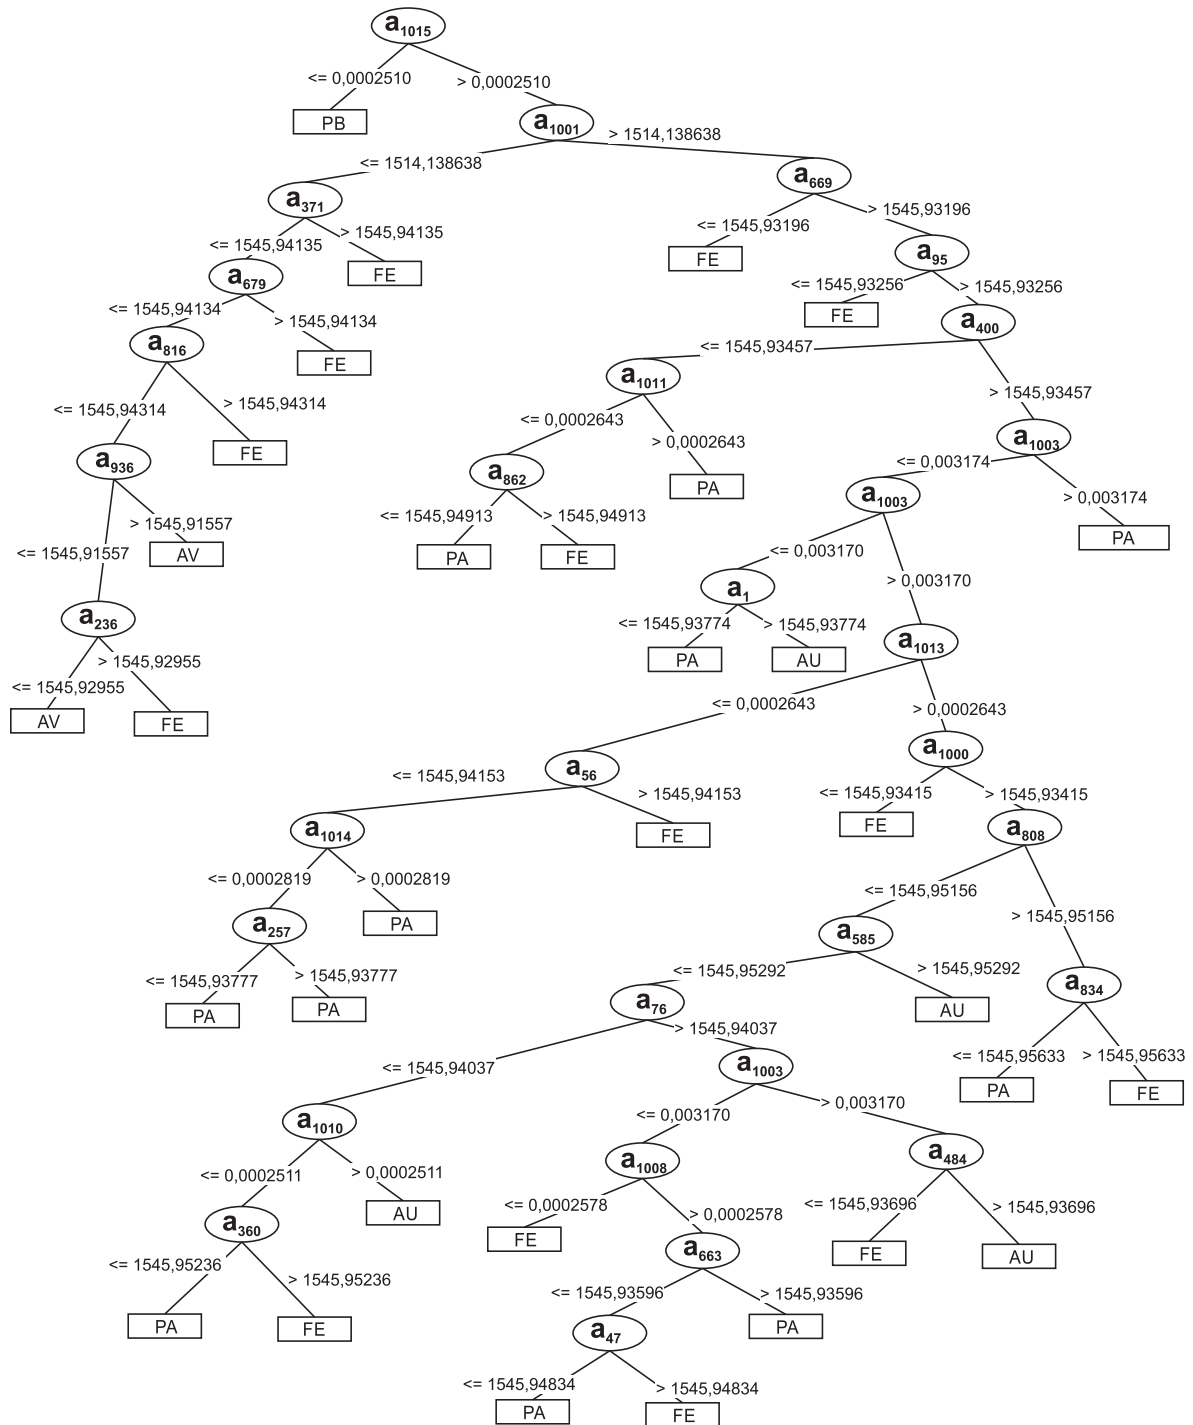 a1015
<= 0,0002510
> 0,0002510
PB
a1001
> 1514,138638
<= 1514,138638
a669
a371
> 1545,93196
<= 1545,93196
> 1545,94135
<= 1545,94135
FE
a95
FE
a679
<= 1545,93256
> 1545,93256
<= 1545,94134
FE
> 1545,94134
a400
a816
<= 1545,93457
FE
a1011
> 1545,93457
> 1545,94314
<= 1545,94314
<= 0,0002643
a1003
> 0,0002643
FE
a936
<= 0,003174
a862
PA
a1003
> 0,003174
<= 1545,94913
> 1545,94913
> 1545,91557
PA
<= 1545,91557
AV
<= 0,003170
PA
FE
> 0,003170
a1
a236
<= 1545,93774
> 1545,93774
a1013
PA
AU
> 1545,92955
<= 1545,92955
<= 0,0002643
> 0,0002643
AV
FE
a1000
a56
<= 1545,94153
> 1545,94153
<= 1545,93415
> 1545,93415
FE
a1014
FE
a808
<= 0,0002819
> 0,0002819
<= 1545,95156
> 1545,95156
a257
PA
a585
<= 1545,93777
> 1545,93777
<= 1545,95292
> 1545,95292
a834
PA
PA
a76
AU
> 1545,94037
<= 1545,94037
a1003
<= 1545,95633
> 1545,95633
PA
FE
<= 0,003170
> 0,003170
a1010
a484
a1008
<= 0,0002511
> 0,0002511
AU
<= 0,0002578
> 0,0002578
<= 1545,93696
> 1545,93696
a360
FE
FE
AU
a663
<= 1545,95236
> 1545,95236
<= 1545,93596
> 1545,93596
PA
FE
PA
a47
<= 1545,94834
> 1545,94834
PA
FE